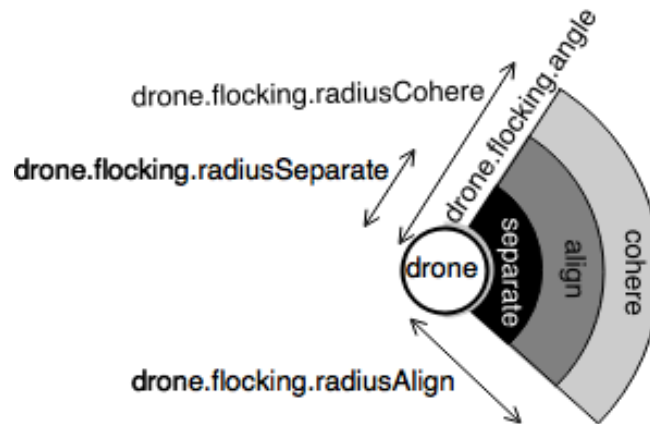 drone.flocking.radiusCohere
drone.flocking.angle
drone.flocking.radiusSeparate
drone
separate
align
cohere
drone.flocking.radiusAlign